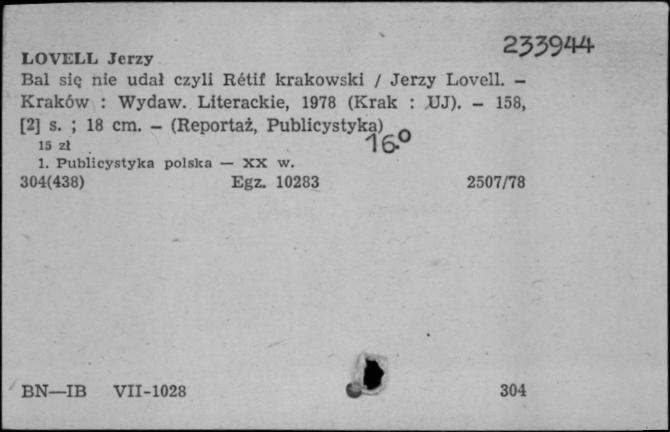 233944
LOVELL Jerzy
Bal się nie udał czyli Rétif krakowski / Jerzy Lovell. –
Kraków : Wydaw. Literackie, 1978 (Krak : UJ). – 158,
[2] s. ; 18 cm. – (Reportaż, Publicystyka)
16°
15 zł
1. Publicystyka polska — XX w.
304(438) Egz. 10283 2507/78
BN—IB VII-1028 304